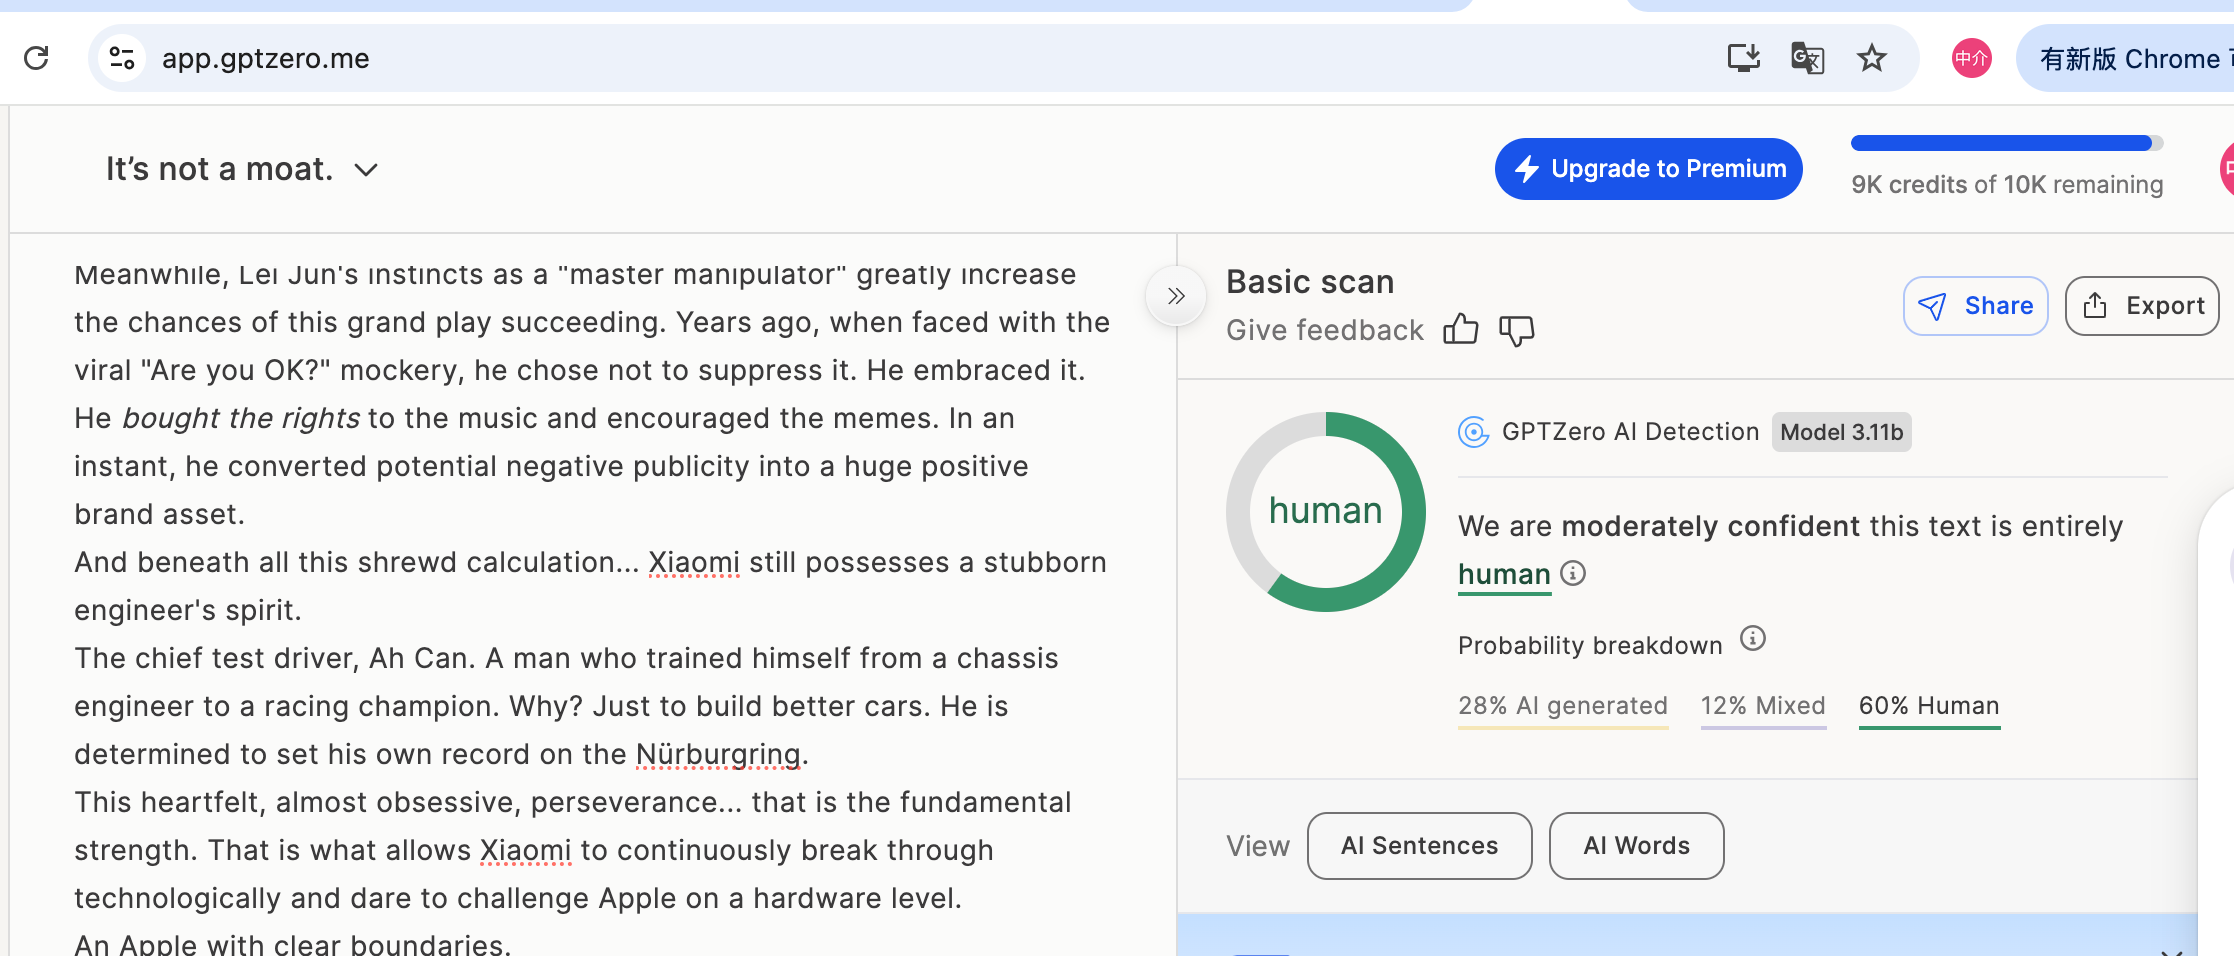 app.gptzero.me
中介
有新版 Chrome
It’s not a moat.
Upgrade to Premium
9K credits of 10K remaining
Meanwhile, Lei Jun's instincts as a "master manipulator" greatly increase
the chances of this grand play succeeding. Years ago, when faced with the
viral "Are you OK?" mockery, he chose not to suppress it. He embraced it.
He bought the rights to the music and encouraged the memes. In an
instant, he converted potential negative publicity into a huge positive
brand asset.
And beneath all this shrewd calculation... Xiaomi still possesses a stubborn
engineer's spirit.
The chief test driver, Ah Can. A man who trained himself from a chassis
engineer to a racing champion. Why? Just to build better cars. He is
determined to set his own record on the Nürburgring.
This heartfelt, almost obsessive, perseverance... that is the fundamental
strength. That is what allows Xiaomi to continuously break through
technologically and dare to challenge Apple on a hardware level.
An Apple with clear boundaries.
Basic scan
Give feedback
Share
Export
human
GPTZero AI Detection
Model 3.11b
We are moderately confident this text is entirely
human
Probability breakdown
28% AI generated
12% Mixed
60% Human
View
AI Sentences
AI Words